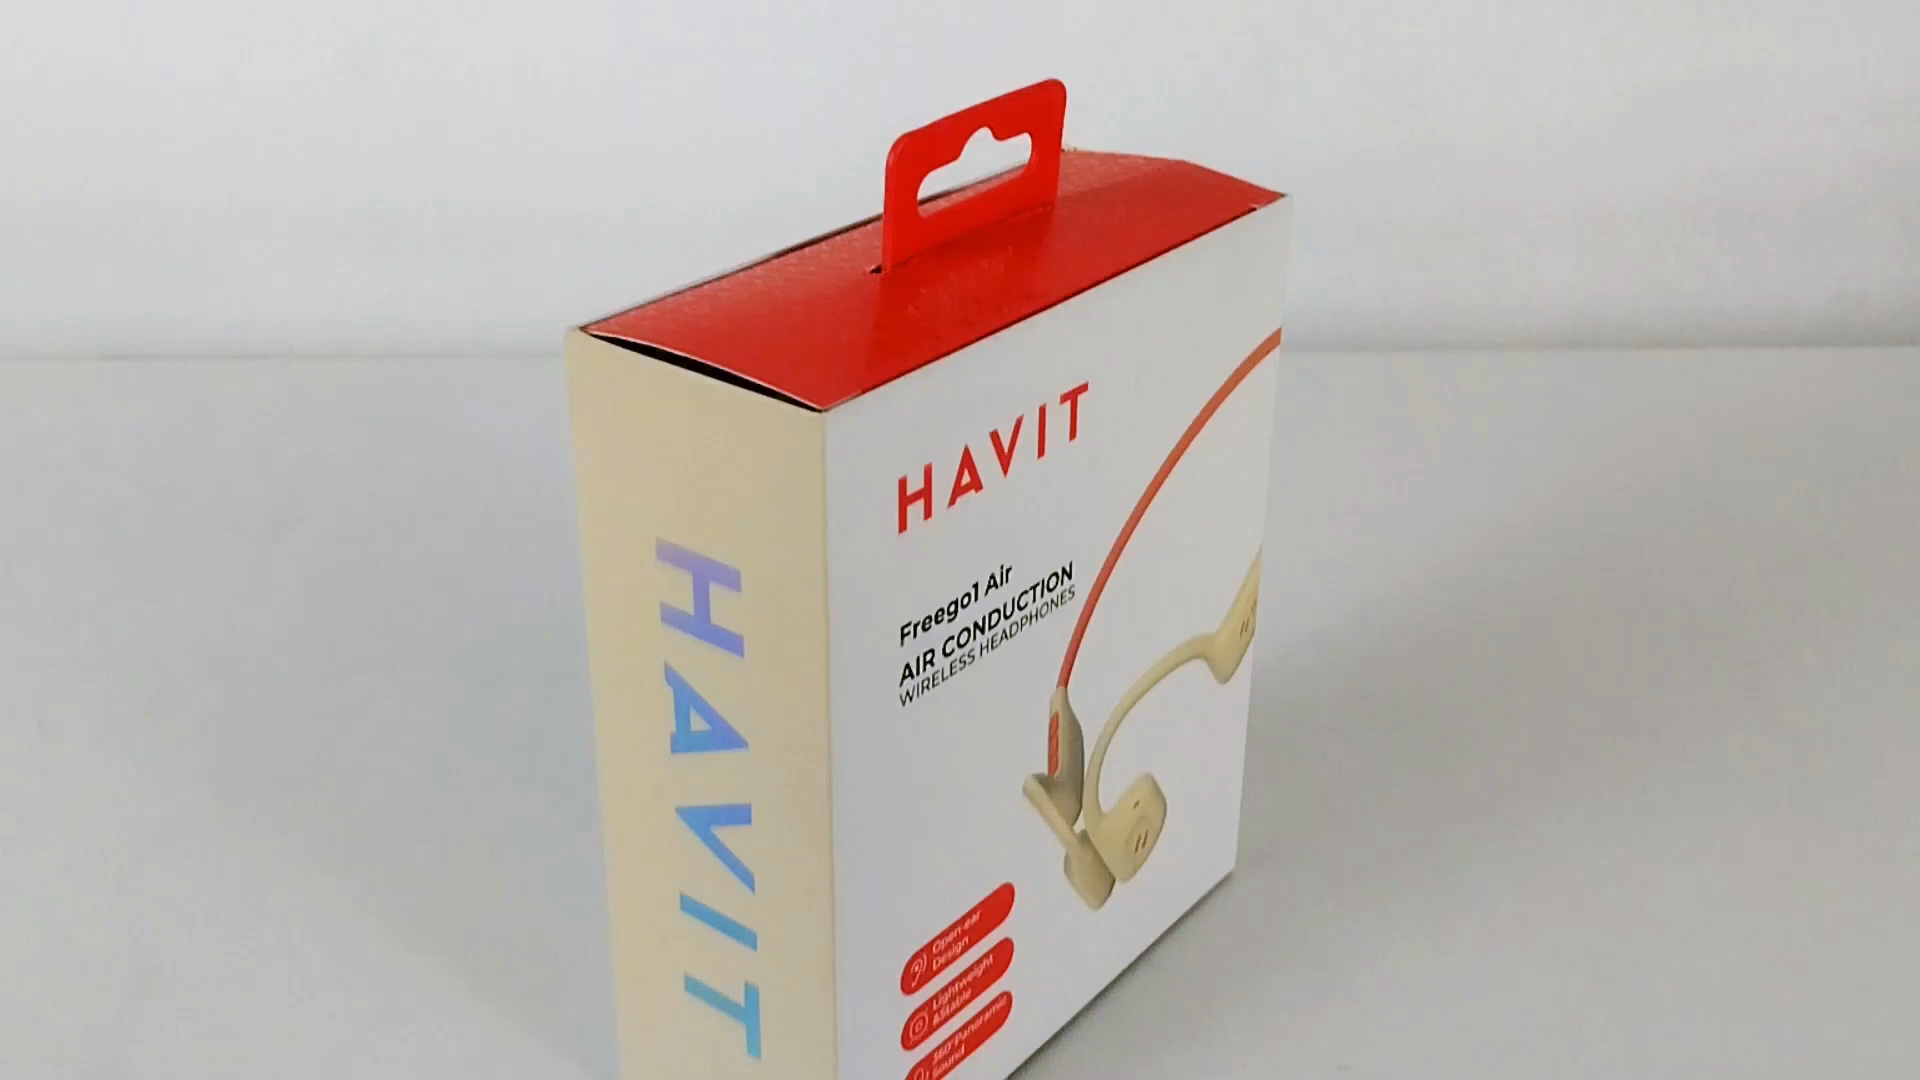 HAVIT
HAVIT
Freego1 Air
AIR CONDUCTION
WIRELESS HEADPHONES
Open-ear
Design
Lightweight
&Stable
360°Panoramic
Sound